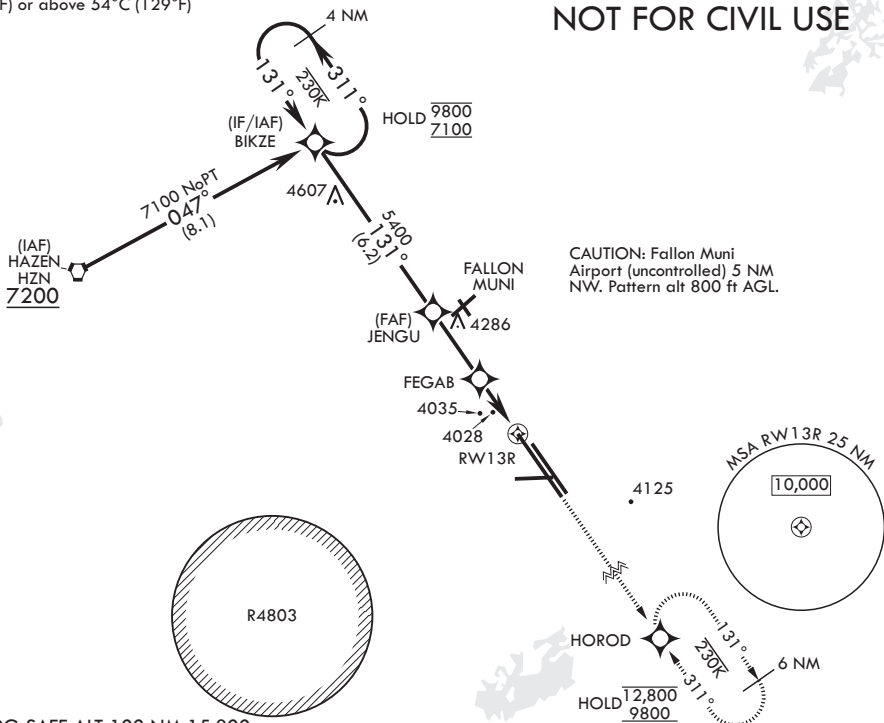 F) or above 54°C (129°F)
NOT FOR CIVIL USE
4 NM
131°
230K
311°
HOLD 9800
7100
(IF/IAF)
BIKZE
4607
7100 NoPT
047°
(8.1)
(IAF)
HAZEN
HZN
7200
5400
131°
(6.2)
CAUTION: Fallon Muni
Airport (uncontrolled) 5 NM
NW. Pattern alt 800 ft AGL.
FALLON
MUNI
(FAF)
JENGU
4286
FEGAB
4035
4028
RW13R
4125
MSA RW13R 25 NM
10,000
R4803
HOROD
131°
230K
311°
6 NM
HOLD 12,800
9800
SAFE ALT 100 NM 15,800